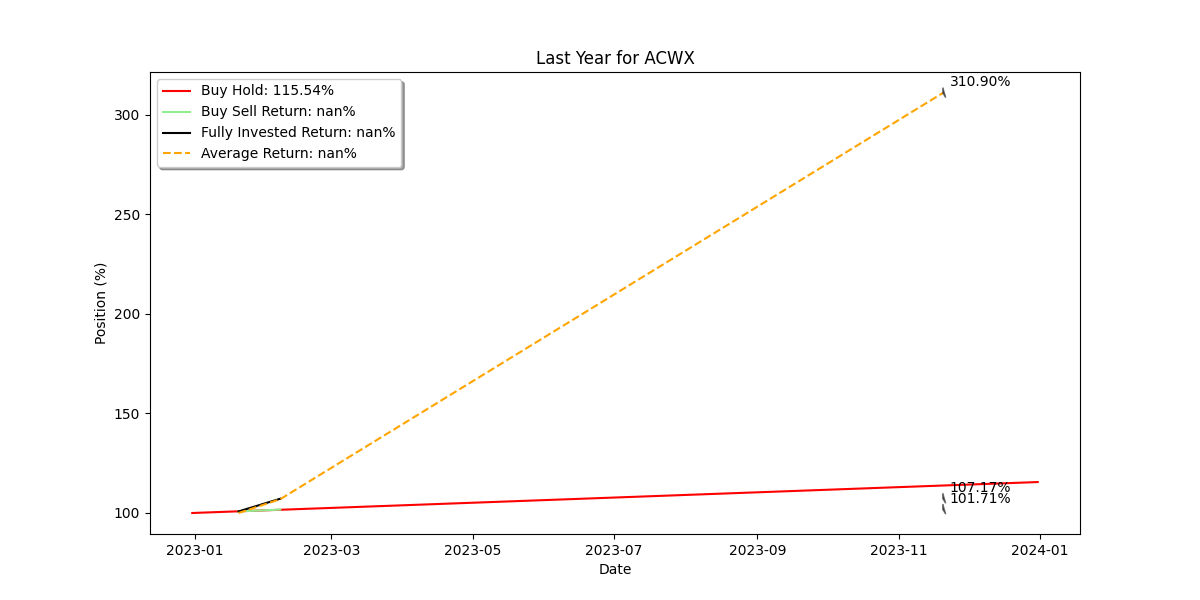 Last Year for ACWX
310.90%
Buy Hold: 115.54%
Buy Sell Return: nan%
Fully Invested Return: nan%
Average Return: nan%
300
250
200
150
100
Position (%)
107.17%
101.71%
2023-01
2023-03
2023-05
2023-07
2023-09
2023-11
2024-01
Date